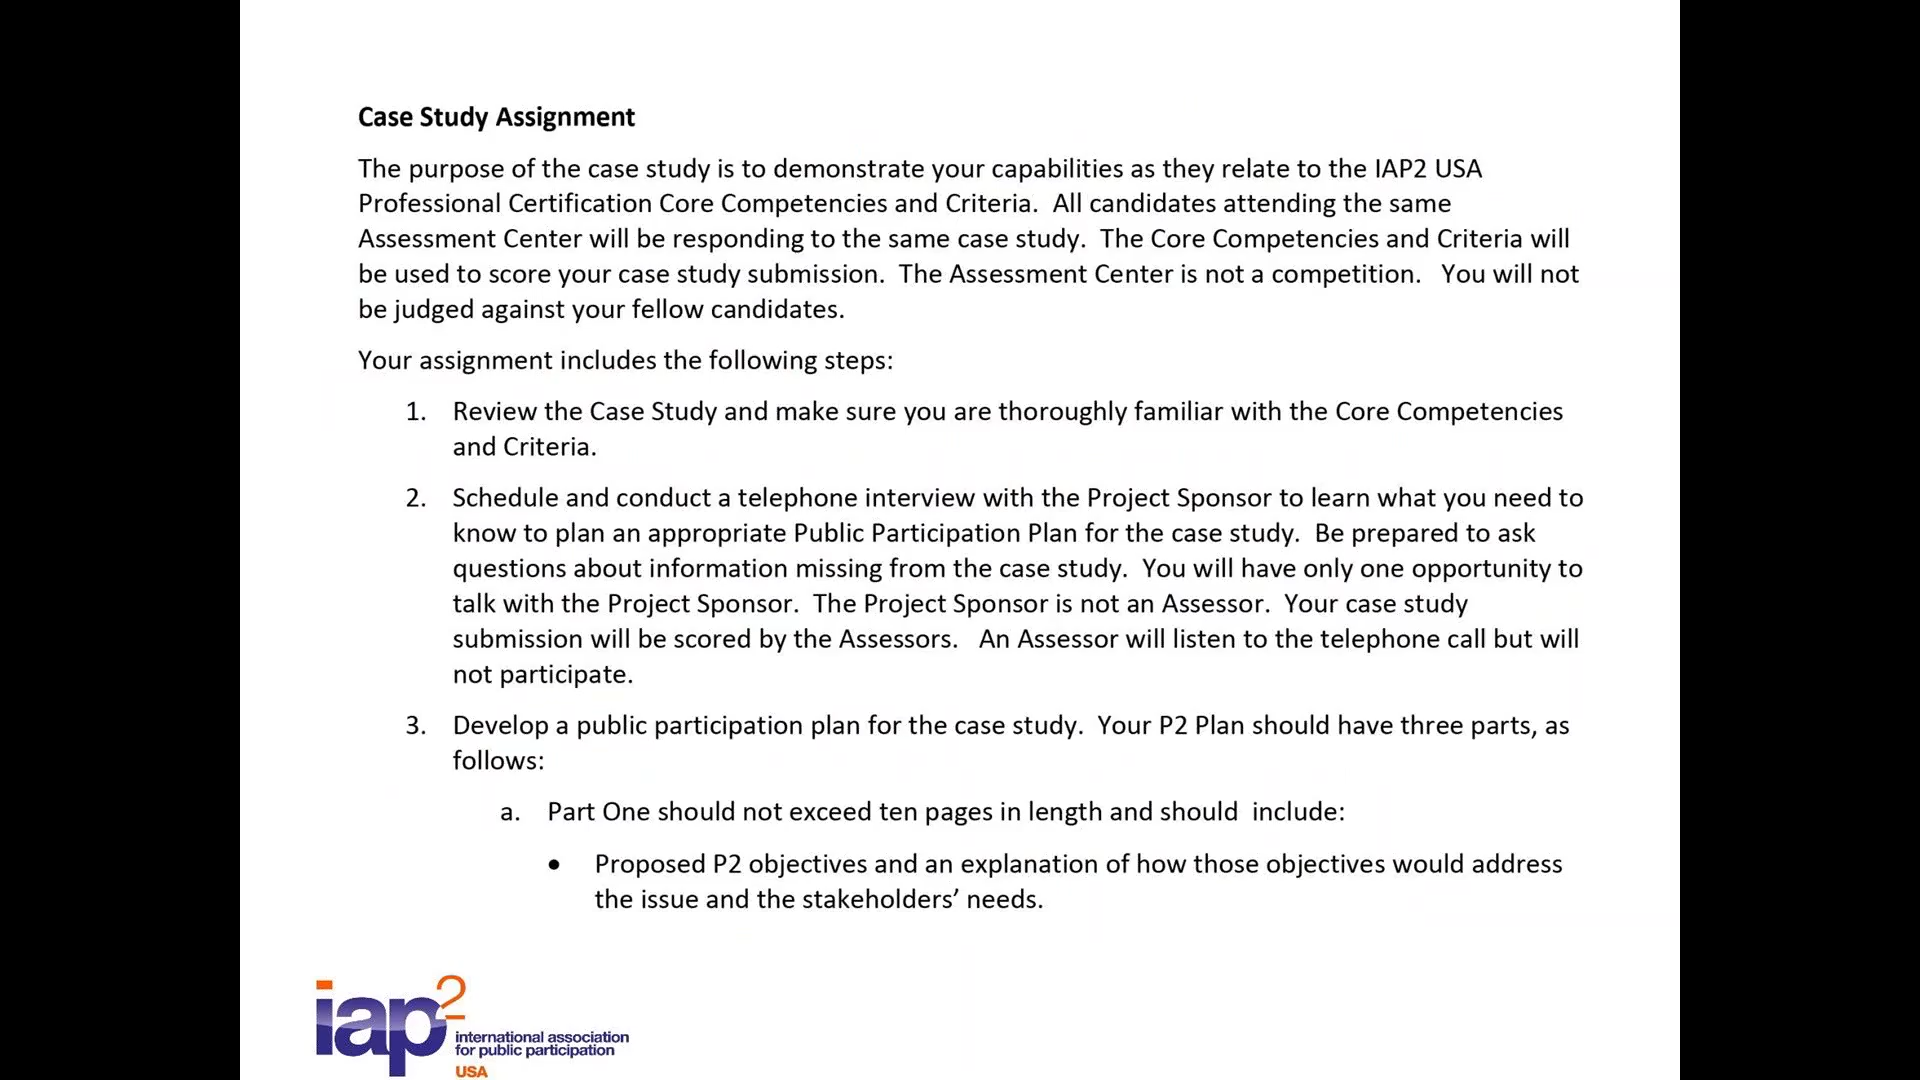 Case Study Assignment
The purpose of the case study is to demonstrate your capabilities as they relate to the IAP2 USA
Professional Certification Core Competencies and Criteria.  All candidates attending the same
Assessment Center will be responding to the same case study.  The Core Competencies and Criteria will
be used to score your case study submission.  The Assessment Center is not a competition.   You will not
be judged against your fellow candidates.
Your assignment includes the following steps:
1. Review the Case Study and make sure you are thoroughly familiar with the Core Competencies
and Criteria.
2. Schedule and conduct a telephone interview with the Project Sponsor to learn what you need to
know to plan an appropriate Public Participation Plan for the case study.  Be prepared to ask
questions about information missing from the case study.  You will have only one opportunity to
talk with the Project Sponsor.  The Project Sponsor is not an Assessor.  Your case study
submission will be scored by the Assessors.   An Assessor will listen to the telephone call but will
not participate.
3. Develop a public participation plan for the case study.  Your P2 Plan should have three parts, as
follows:
a. Part One should not exceed ten pages in length and should  include:
• Proposed P2 objectives and an explanation of how those objectives would address
the issue and the stakeholders’ needs.
iap2
international association
for public participation
USA